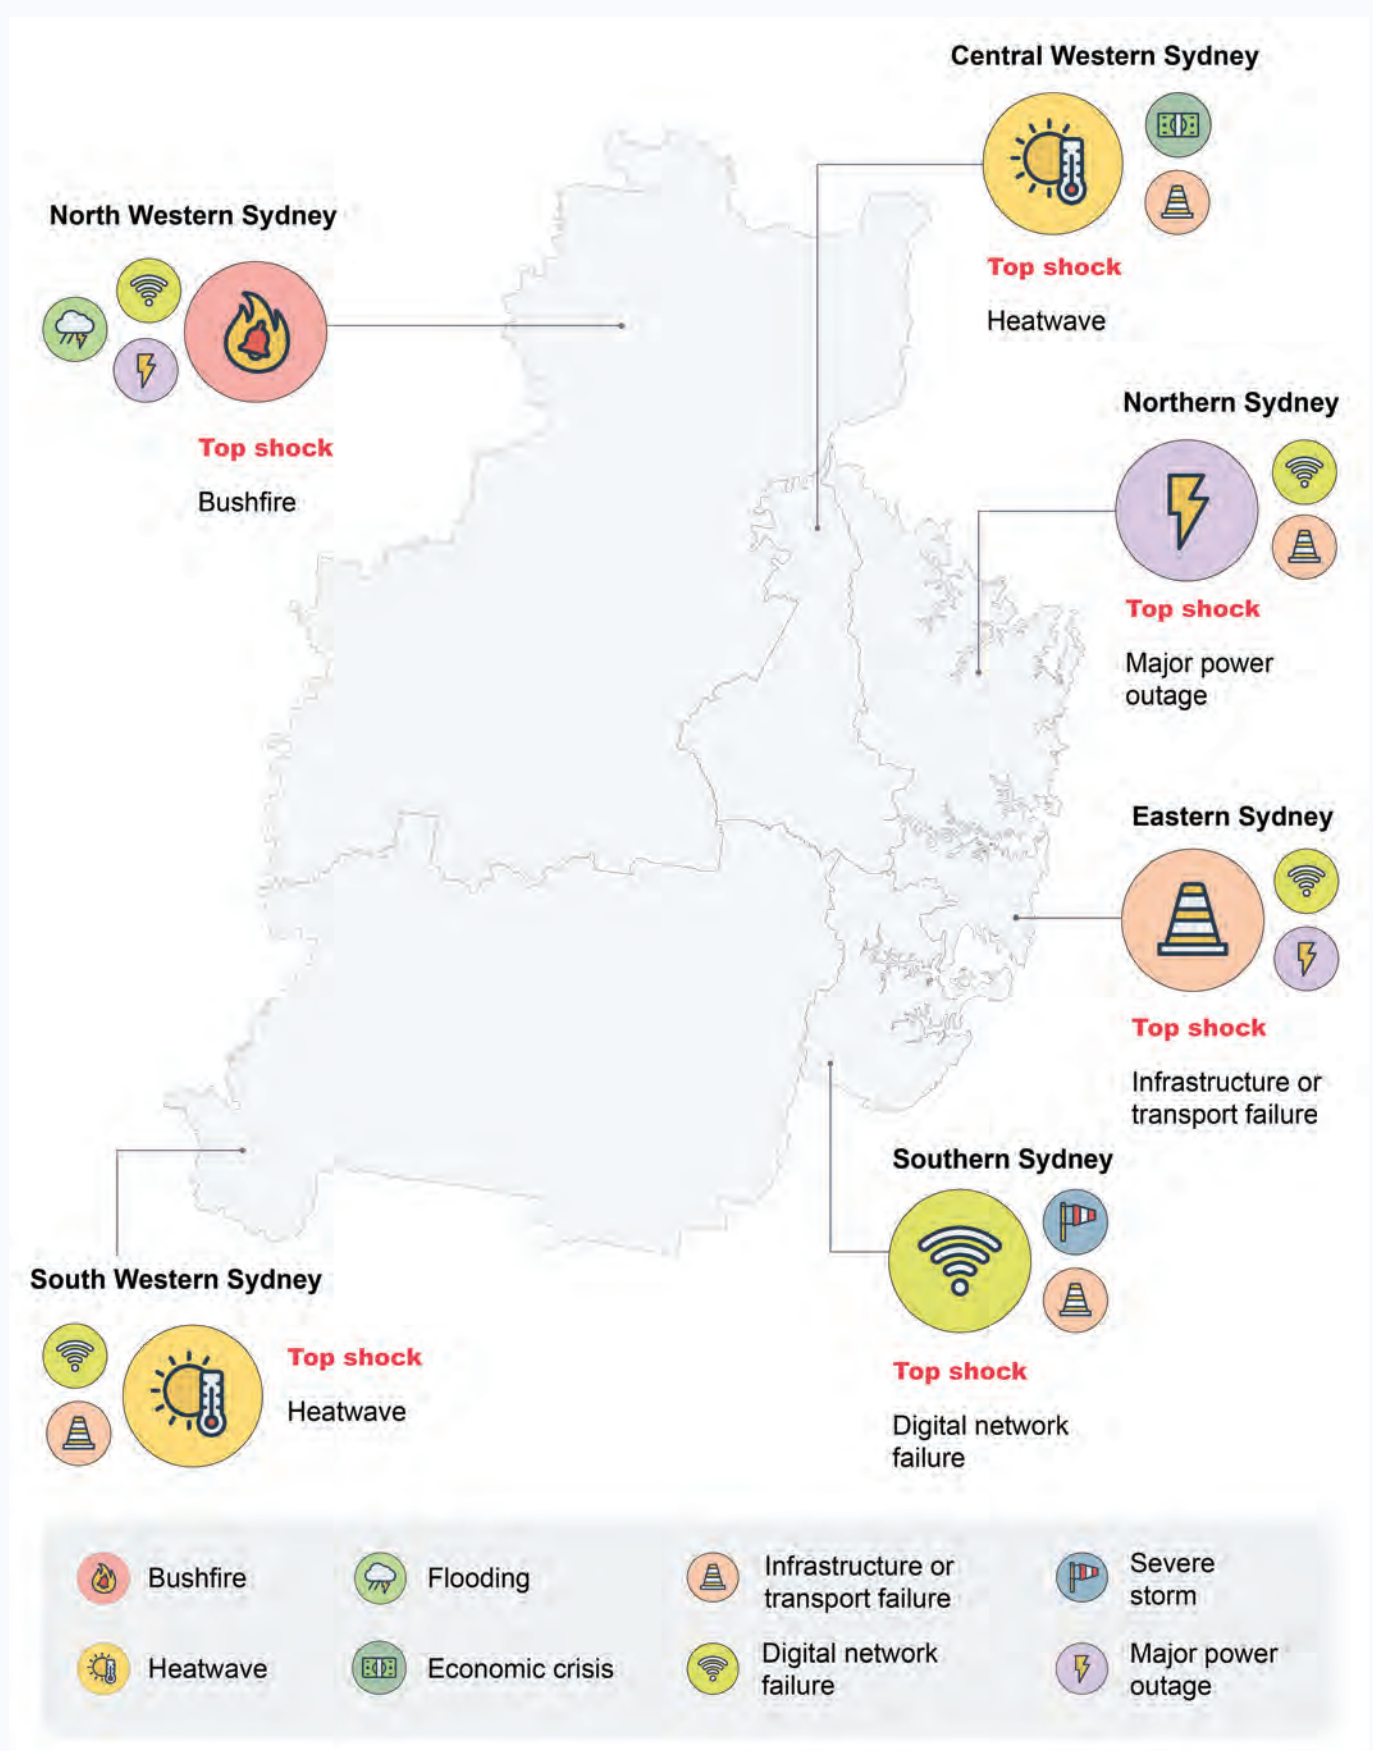 Central Western Sydney
Top shock
Heatwave
North Western Sydney
Top shock
Bushfire
Northern Sydney
Top shock
Major power
outage
Eastern Sydney
Top shock
Infrastructure or
transport failure
Southern Sydney
Top shock
Digital network
failure
South Western Sydney
Top shock
Heatwave
Bushfire
Flooding
Infrastructure or
transport failure
Severe
storm
Heatwave
Economic crisis
Digital network
failure
Major power
outage